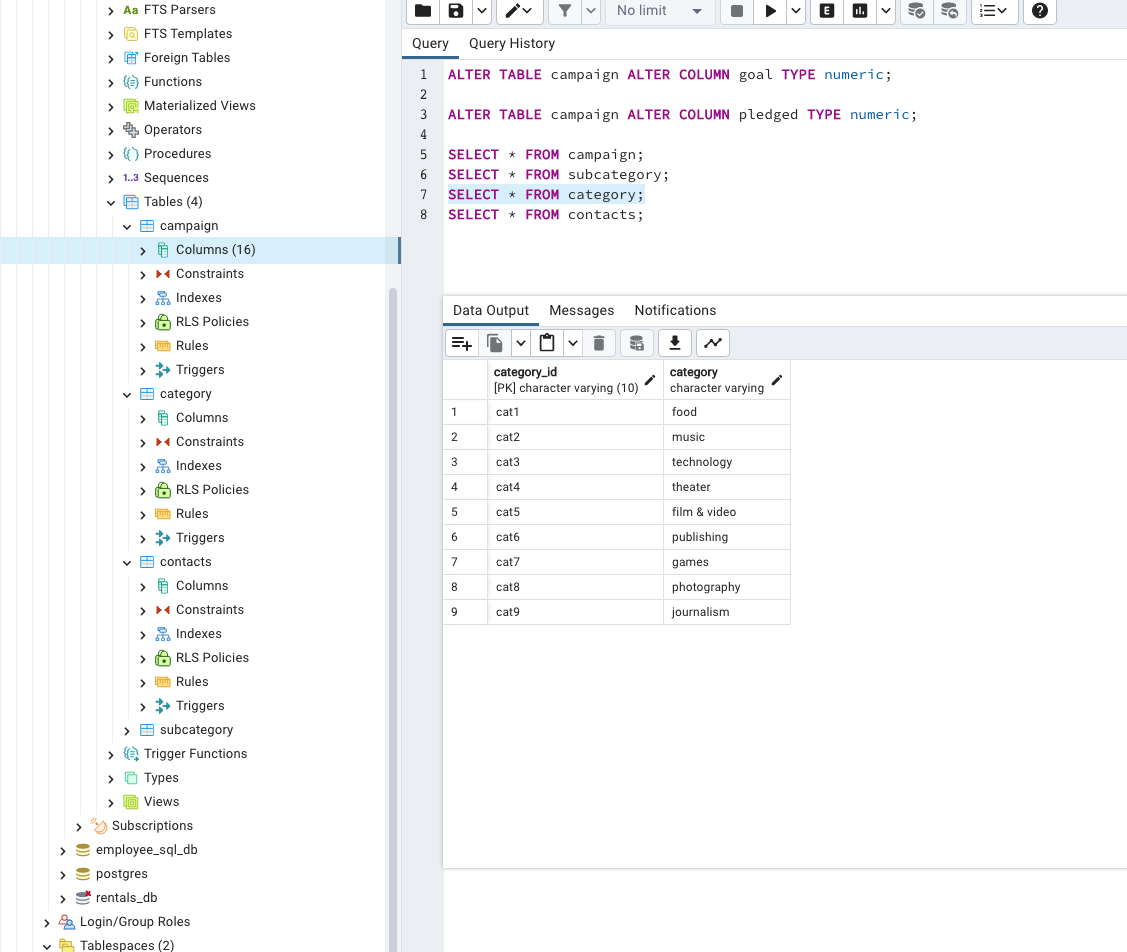 FTS Parsers
FTS Templates
Foreign Tables
Functions
Materialized Views
Operators
Procedures
1..3 Sequences
Tables (4)
campaign
Columns (16)
Constraints
Indexes
RLS Policies
Rules
Triggers
category
Columns
Constraints
Indexes
RLS Policies
Rules
Triggers
contacts
Columns
Constraints
Indexes
RLS Policies
Rules
Triggers
subcategory
Trigger Functions
Types
Views
Subscriptions
employee_sql_db
postgres
rentals_db
Login/Group Roles
Tablespaces (2)
No limit
E
Query Query History
1 ALTER TABLE campaign ALTER COLUMN goal TYPE numeric;
2
3 ALTER TABLE campaign ALTER COLUMN pledged TYPE numeric;
4
5 SELECT * FROM campaign;
6 SELECT * FROM subcategory;
7 SELECT * FROM category;
8 SELECT * FROM contacts;
Data Output Messages Notifications
category_id category
[PK] character varying (10) character varying
1 cat1 food
2 cat2 music
3 cat3 technology
4 cat4 theater
5 cat5 film & video
6 cat6 publishing
7 cat7 games
8 cat8 photography
9 cat9 journalism